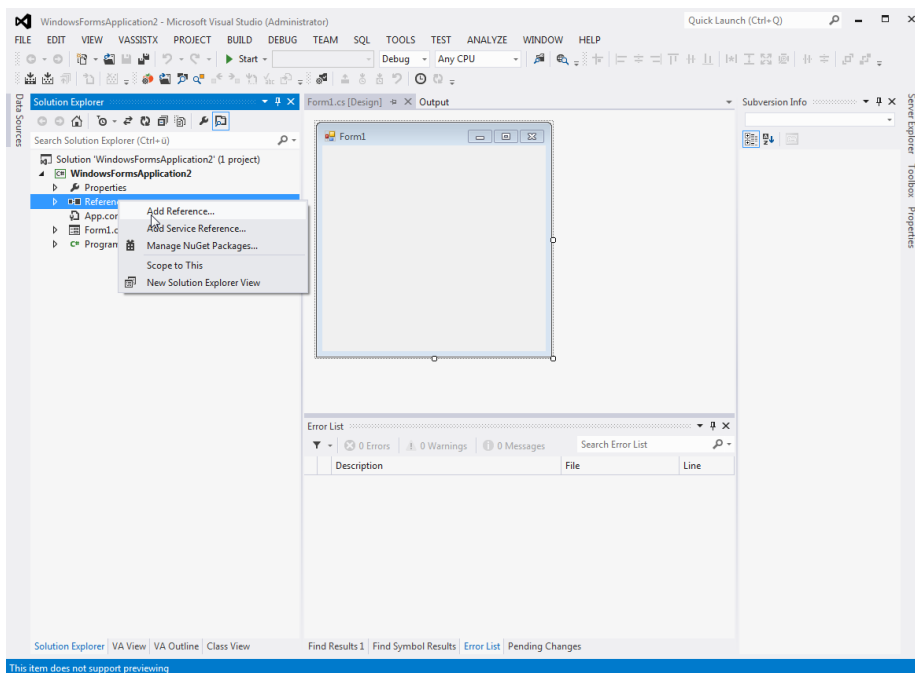 WindowsFormsApplication2 - Microsoft Visual Studio (Administrator)
Quick Launch (Ctrl+Q)
FILE EDIT VIEW VASSISTX PROJECT BUILD DEBUG TEAM SQL TOOLS TEST ANALYZE WINDOW HELP
Start
Debug
Any CPU
Data Sources
Solution Explorer
Search Solution Explorer (Ctrl+ü)
Solution 'WindowsFormsApplication2' (1 project)
WindowsFormsApplication2
Properties
Referen
App.con
Form1.c
Program
Add Reference...
Add Service Reference...
Manage NuGet Packages...
Scope to This
New Solution Explorer View
Form1.cs [Design]
Output
Form1
Subversion Info
Server Explorer
Toolbox
Properties
Error List
0 Errors
0 Warnings
0 Messages
Search Error List
Description
File
Line
Solution Explorer VA View VA Outline Class View
Find Results 1 Find Symbol Results Error List Pending Changes
This item does not support previewing